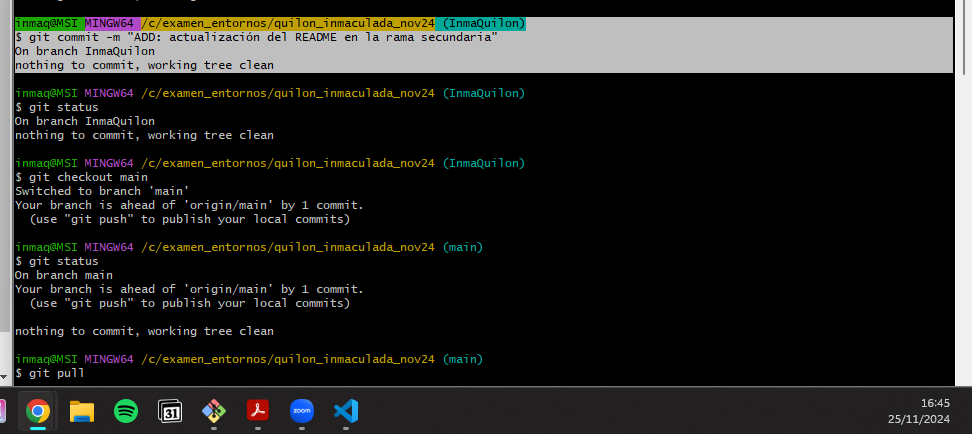 inmaq@MSI MINGW64 /c/examen_entornos/quilon_inmaculada_nov24 (InmaQuilon)
$ git commit -m "ADD: actualización del README en la rama secundaria"
On branch InmaQuilon
nothing to commit, working tree clean
inmaq@MSI MINGW64 /c/examen_entornos/quilon_inmaculada_nov24 (InmaQuilon)
$ git status
On branch InmaQuilon
nothing to commit, working tree clean
inmaq@MSI MINGW64 /c/examen_entornos/quilon_inmaculada_nov24 (InmaQuilon)
$ git checkout main
Switched to branch 'main'
Your branch is ahead of 'origin/main' by 1 commit.
  (use "git push" to publish your local commits)
inmaq@MSI MINGW64 /c/examen_entornos/quilon_inmaculada_nov24 (main)
$ git status
On branch main
Your branch is ahead of 'origin/main' by 1 commit.
  (use "git push" to publish your local commits)
nothing to commit, working tree clean
inmaq@MSI MINGW64 /c/examen_entornos/quilon_inmaculada_nov24 (main)
$ git pull
31
zoom
16:45
25/11/2024